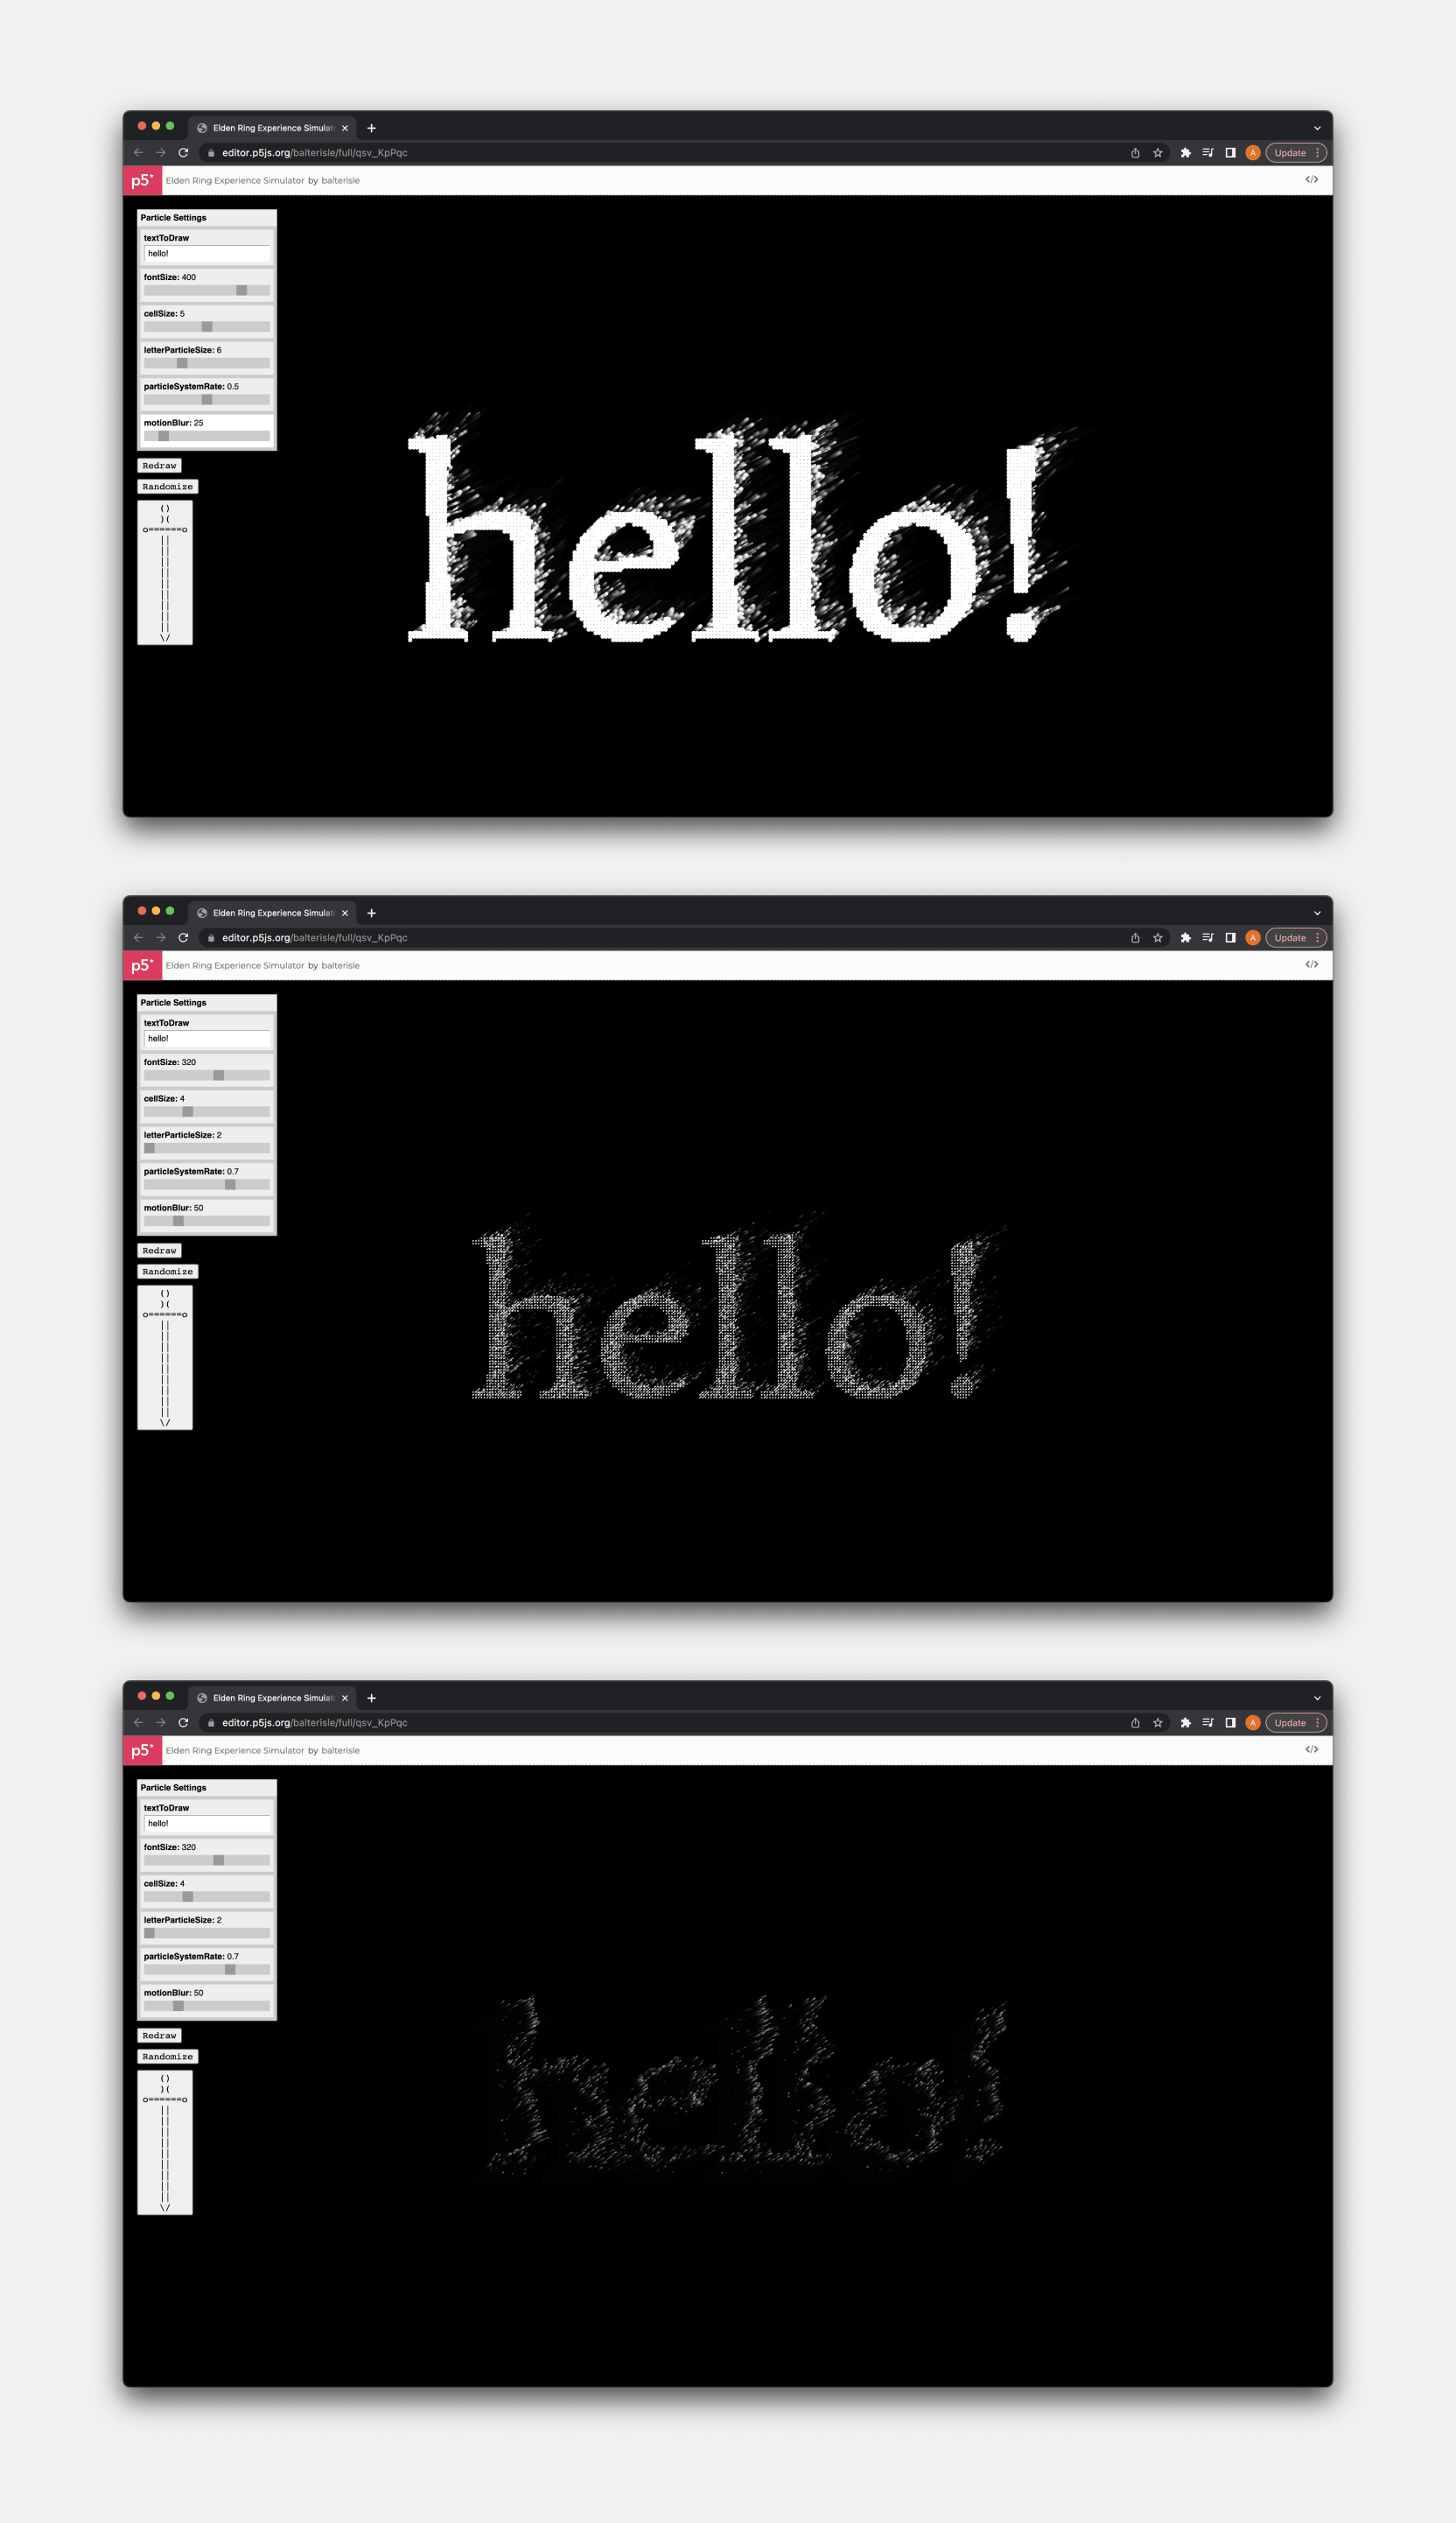 Elden Ring Experience Simulat
editor.p5js.org/balterisle/full/qsv_KpPqc
A
Update
p5* Elden Ring Experience Simulator by balterisle </>
Particle Settings
textToDraw
hello!
fontSize: 400
cellSize: 5
letterParticleSize: 6
particleSystemRate: 0.5
motionBlur: 25
Redraw
Randomize
()
)(
o======o
||
||
||
||
||
||
||
||
||
\/
hello!
Elden Ring Experience Simulat
editor.p5js.org/balterisle/full/qsv_KpPqc
A
Update
p5* Elden Ring Experience Simulator by balterisle </>
Particle Settings
textToDraw
hello!
fontSize: 320
cellSize: 4
letterParticleSize: 2
particleSystemRate: 0.7
motionBlur: 50
Redraw
Randomize
()
)(
o======o
||
||
||
||
||
||
||
||
||
\/
hello!
Elden Ring Experience Simulat
editor.p5js.org/balterisle/full/qsv_KpPqc
A
Update
p5* Elden Ring Experience Simulator by balterisle </>
Particle Settings
textToDraw
hello!
fontSize: 320
cellSize: 4
letterParticleSize: 2
particleSystemRate: 0.7
motionBlur: 50
Redraw
Randomize
()
)(
o======o
||
||
||
||
||
||
||
||
||
\/
hello!